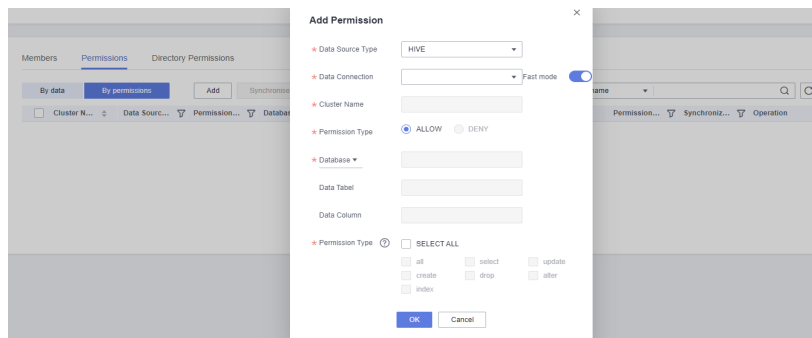 Add Permission
Members Permissions Directory Permissions
* Data Source Type HIVE
* Data Connection Fast mode
By data By permissions Add Synchronise name
Cluster N... Data Sourc... Permission... Databas Permission... Synchroniz... Operation
* Cluster Name
* Permission Type ALLOW DENY
* Database
Data Tabel
Data Column
* Permission Type ? SELECT ALL
all select update
create drop alter
index
OK Cancel